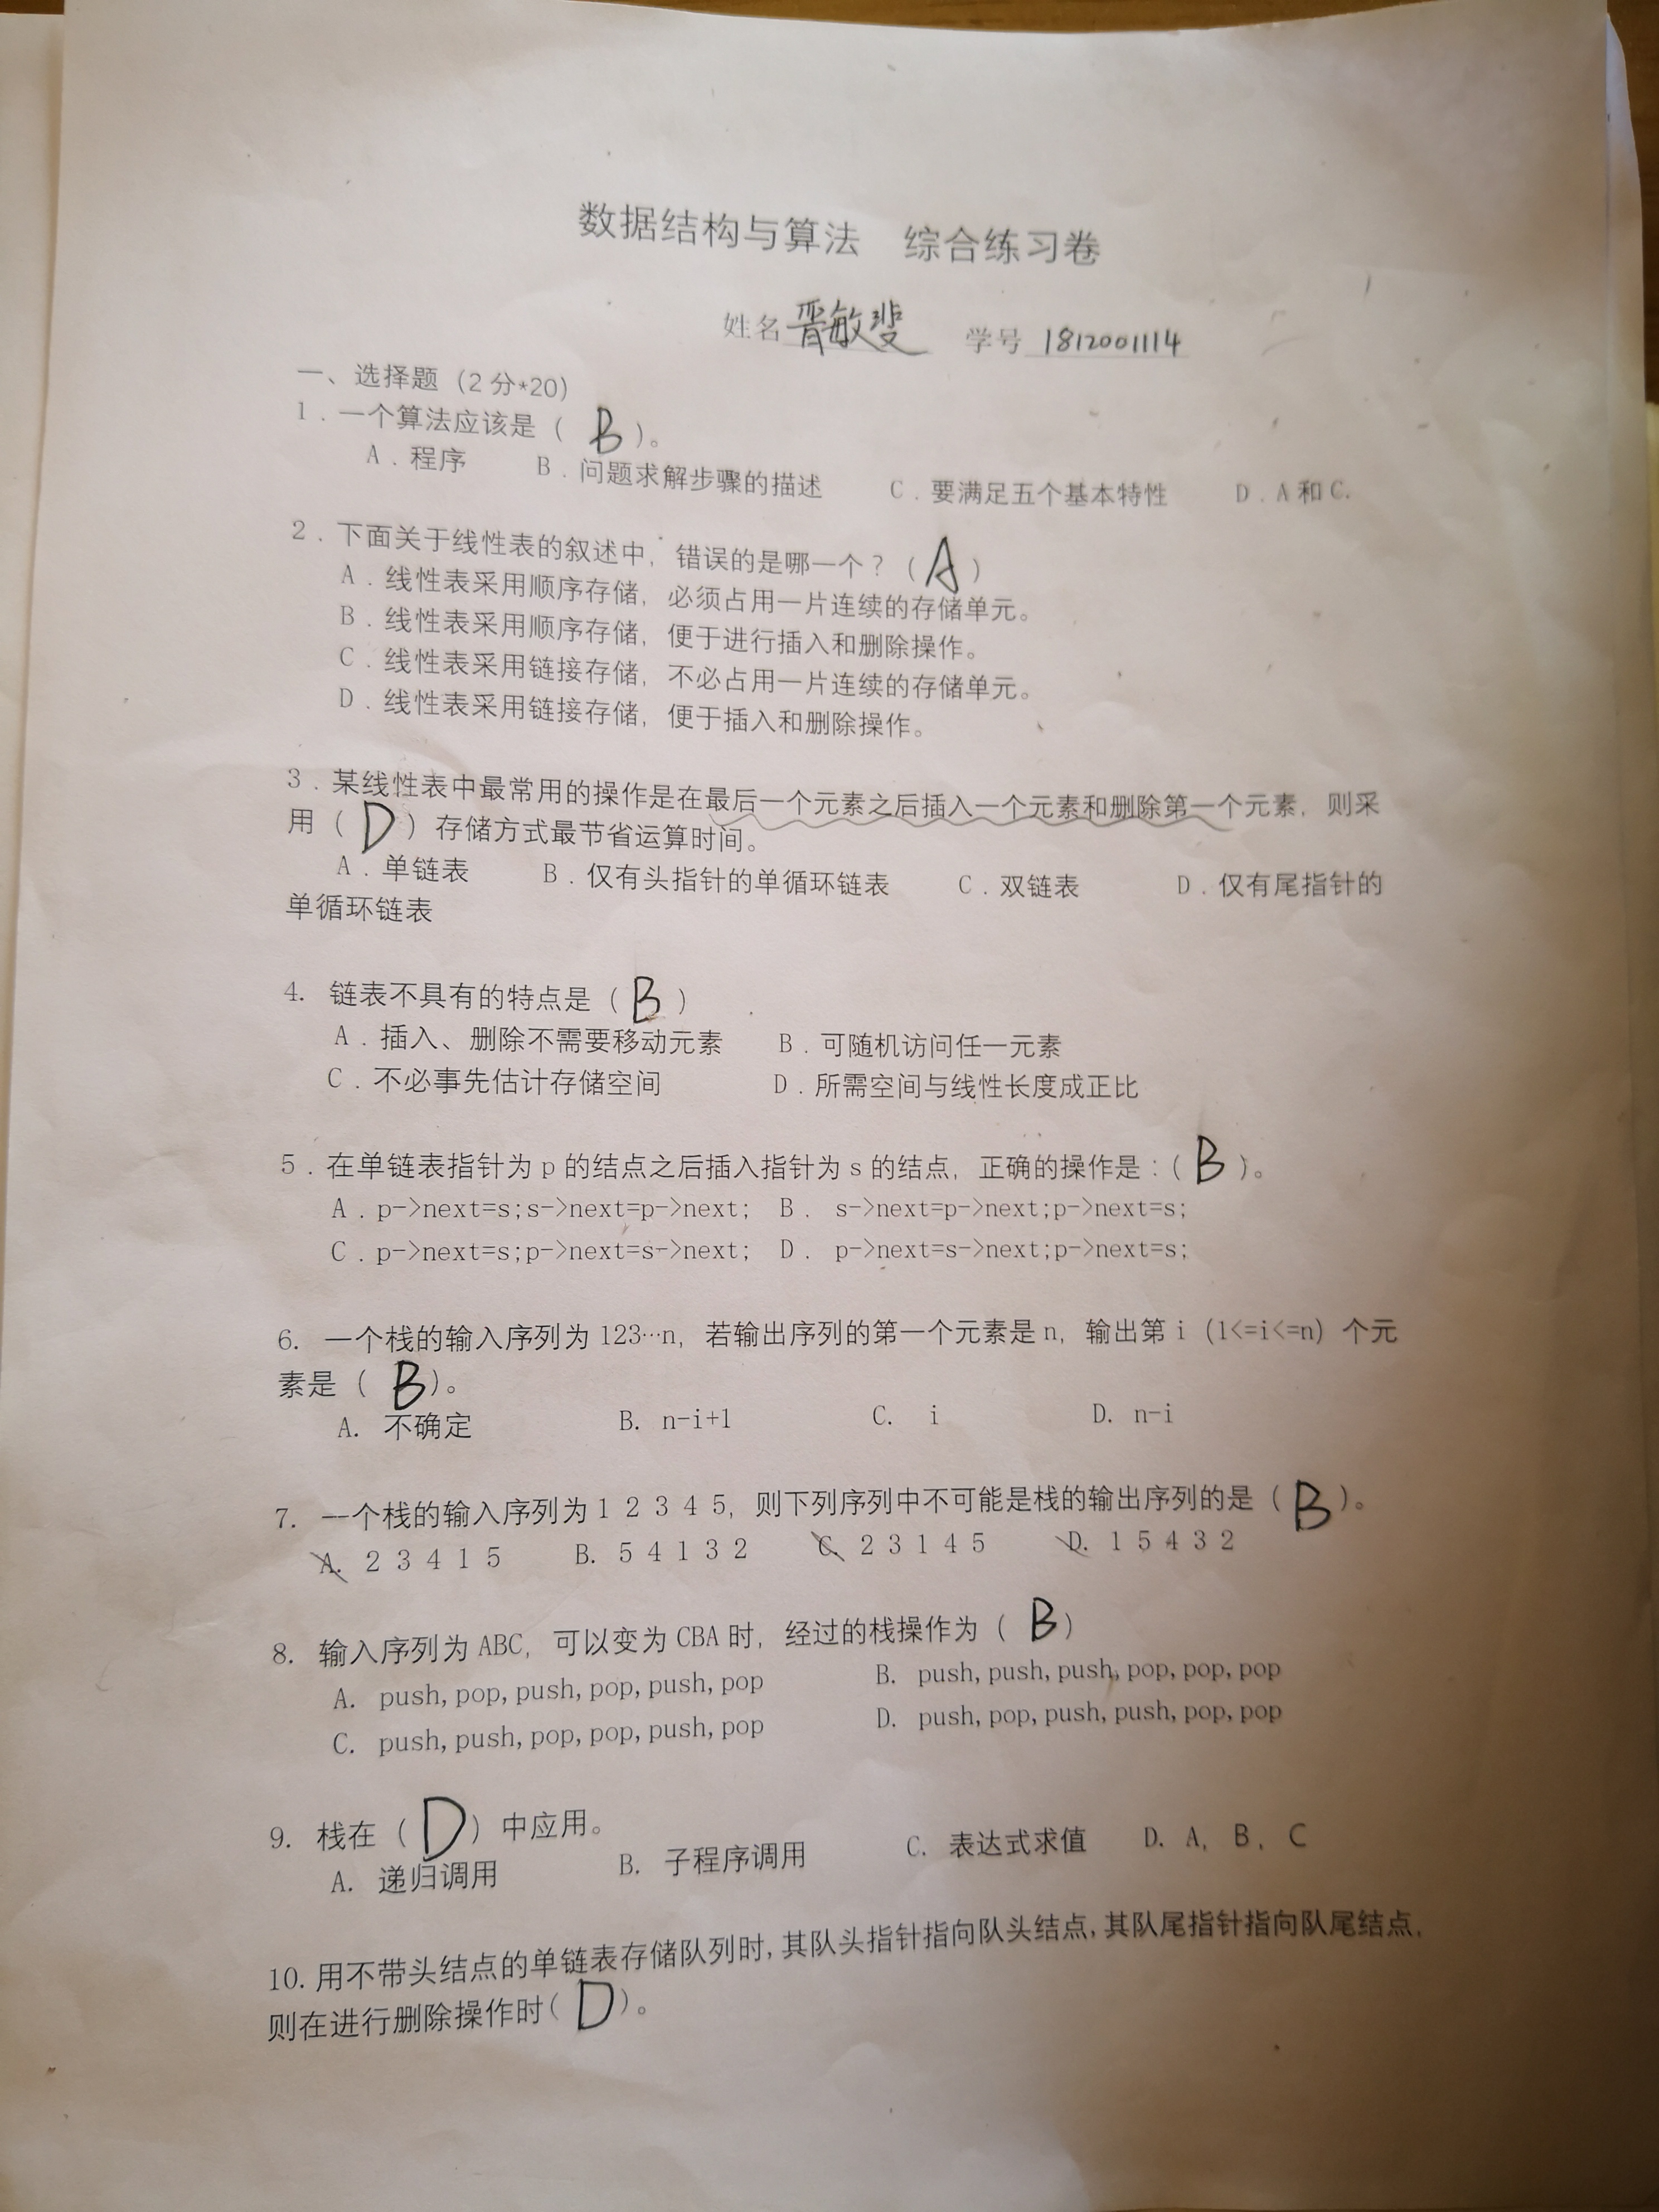 数据结构与算法 综合练习卷
姓名 胥敏斐 学号 1812001114
一、选择题（2分*20）
1．一个算法应该是（ B ）。
A．程序 B．问题求解步骤的描述 C．要满足五个基本特性 D．A和C.
2．下面关于线性表的叙述中，错误的是哪一个？（ A ）
A．线性表采用顺序存储，必须占用一片连续的存储单元。
B．线性表采用顺序存储，便于进行插入和删除操作。
C．线性表采用链接存储，不必占用一片连续的存储单元。
D．线性表采用链接存储，便于插入和删除操作。
3．某线性表中最常用的操作是在最后一个元素之后插入一个元素和删除第一个元素，则采
用（ D ）存储方式最节省运算时间。
A．单链表 B．仅有头指针的单循环链表 C．双链表 D．仅有尾指针的
单循环链表
4. 链表不具有的特点是（ B ）
A．插入、删除不需要移动元素 B．可随机访问任一元素
C．不必事先估计存储空间 D．所需空间与线性长度成正比
5．在单链表指针为p的结点之后插入指针为s的结点，正确的操作是：（ B ）。
A．p->next=s;s->next=p->next; B． s->next=p->next;p->next=s;
C．p->next=s;p->next=s->next; D． p->next=s->next;p->next=s;
6. 一个栈的输入序列为123…n，若输出序列的第一个元素是n，输出第i（1<=i<=n）个元
素是（ B ）。
A. 不确定 B. n-i+1 C. i D. n-i
7. 一个栈的输入序列为1 2 3 4 5，则下列序列中不可能是栈的输出序列的是（ B ）。
A. 2 3 4 1 5 B. 5 4 1 3 2 C. 2 3 1 4 5 D. 1 5 4 3 2
8. 输入序列为ABC，可以变为CBA时，经过的栈操作为（ B ）
A. push,pop,push,pop,push,pop B. push,push,push,pop,pop,pop
C. push,push,pop,pop,push,pop D. push,pop,push,push,pop,pop
9. 栈在（ D ）中应用。
A. 递归调用 B. 子程序调用 C. 表达式求值 D. A，B，C
10. 用不带头结点的单链表存储队列时,其队头指针指向队头结点,其队尾指针指向队尾结点,
则在进行删除操作时( D )。